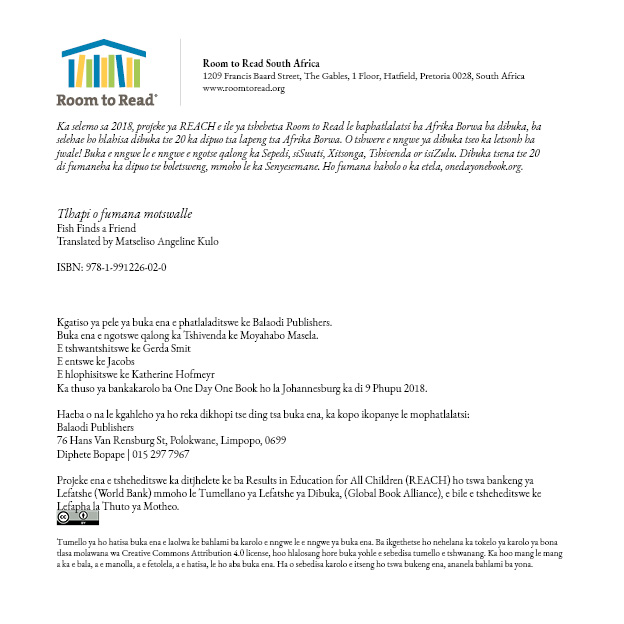 Room to Read®
Room to Read South Africa
1209 Francis Baard Street, The Gables, 1 Floor, Hatfield, Pretoria 0028, South Africa
www.roomtoread.org
Ka selemo sa 2018, projeke ya REACH e ile ya tshehetsa Room to Read le baphatlalatsi ba Afrika Borwa ba dibuka, ba
selehae ho hlahisa dibuka tse 20 ka dipuo tsa lapeng tsa Afrika Borwa. O tshwere e nngwe ya dibuka tseo ka letsonh ba
jwale! Buka e nngwe le e nngwe e ngotse qalong ka Sepedi, siSwati, Xitsonga, Tshivenda or isiZulu. Dibuka tsena tse 20
di fumaneha ka dipuo tse boletsweng, mmoho le ka Senyesemane. Ho fumana haholo o ka etela, onedayonebook.org.
Tlhapi o fumana motswalle
Fish Finds a Friend
Translated by Matseliso Angeline Kulo
ISBN: 978-1-991226-02-0
Kgatiso ya pele ya buka ena e phatlaladitswe ke Balaodi Publishers.
Buka ena e ngotswe qalong ka Tshivenda ke Moyahabo Masela.
E tshwantshitswe ke Gerda Smit
E entswe ke Jacobs
E hlophisitswe ke Katherine Hofmeyr
Ka thuso ya bankakarolo ba One Day One Book ho la Johannesburg ka di 9 Phupu 2018.
Haeba o na le kgahleho ya ho reka dikhopi tse ding tsa buka ena, ka kopo ikopanye le mophatlalatsi:
Balaodi Publishers
76 Hans Van Rensburg St, Polokwane, Limpopo, 0699
Diphete Bopape | 015 297 7967
Projeke ena e tsheheditswe ka ditjhelete ke ba Results in Education for All Children (REACH) ho tswa bankeng ya
Lefatshe (World Bank) mmoho le Tumellano ya Lefatshe ya Dibuka, (Global Book Alliance), e bile e tsheheditswe ke
Lefapha la Thuto ya Motheo.
cc BY
Tumello ya ho hatisa buka ena e laolwa ke bahlami ba karolo e nngwe le e nngwe ya buka ena. Ba ikgethetse ho nehelana ka tokelo ya karolo ya bona
tlasa molawana wa Creative Commons Attribution 4.0 license, hoo hlalosang hore buka yohle e sebedisa tumello e tshwanang. Ka hoo mang le mang
a ka e bala, a e manolla, a e fetolela, a e hatisa, le ho aba buka ena. Ha o sebedisa karolo e itseng ho tswa bukeng ena, ananela bahlami ba yona.